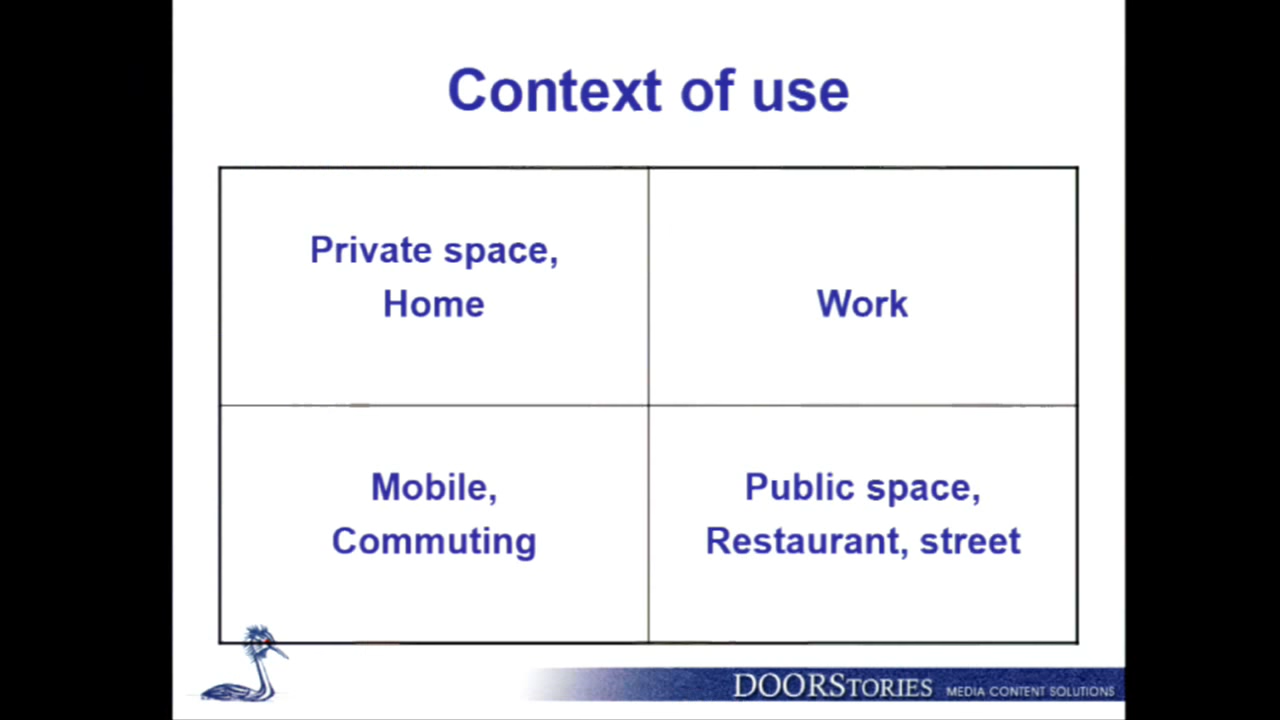 Context of use
Private space,
Home
Work
Mobile,
Commuting
Public space,
Restaurant, street
DOORSTORIES MEDIA CONTENT SOLUTIONS